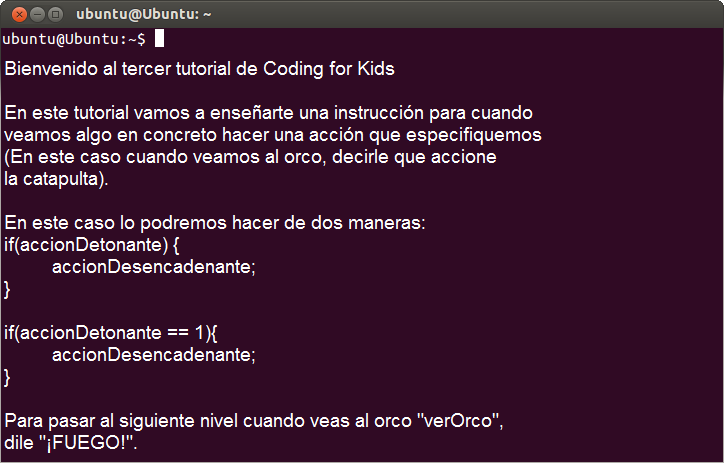 ubuntu@Ubuntu: ~
ubuntu@Ubuntu:~$
Bienvenido al tercer tutorial de Coding for Kids
En este tutorial vamos a enseñarte una instrucción para cuando
veamos algo en concreto hacer una acción que especifiquemos
(En este caso cuando veamos al orco, decirle que accione
la catapulta).
En este caso lo podremos hacer de dos maneras:
if(accionDetonante) {
accionDesencadenante;
}
if(accionDetonante == 1){
accionDesencadenante;
}
Para pasar al siguiente nivel cuando veas al orco "verOrco",
dile "¡FUEGO!".